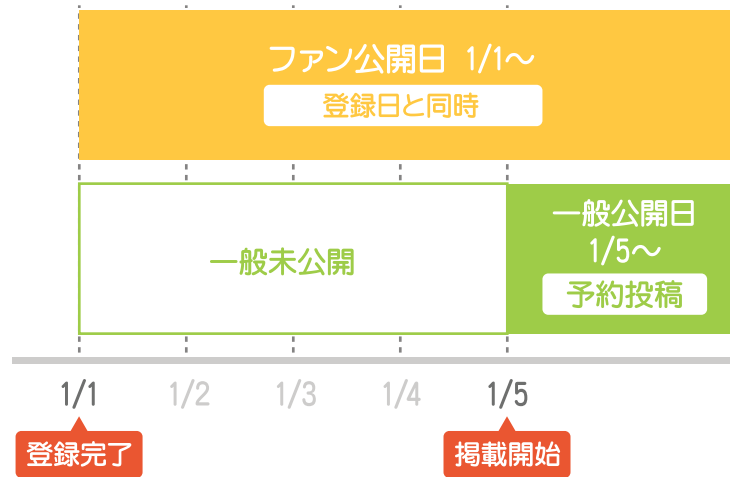 ファン公開日 1/1〜
登録日と同時
一般未公開
一般公開日
1/5〜
予約投稿
1/1 1/2 1/3 1/4 1/5
登録完了 掲載開始